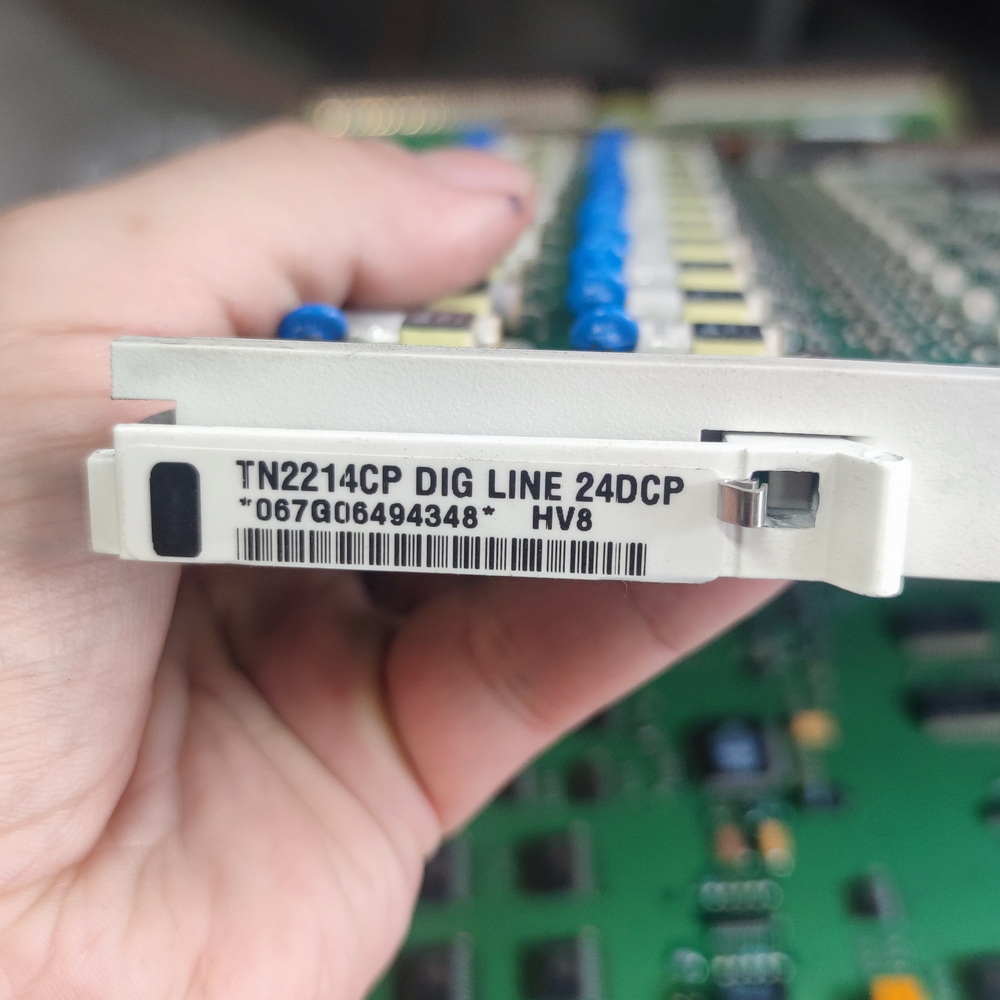 TN2214CP DIG LINE 24DCP
*067G06494348* HV8